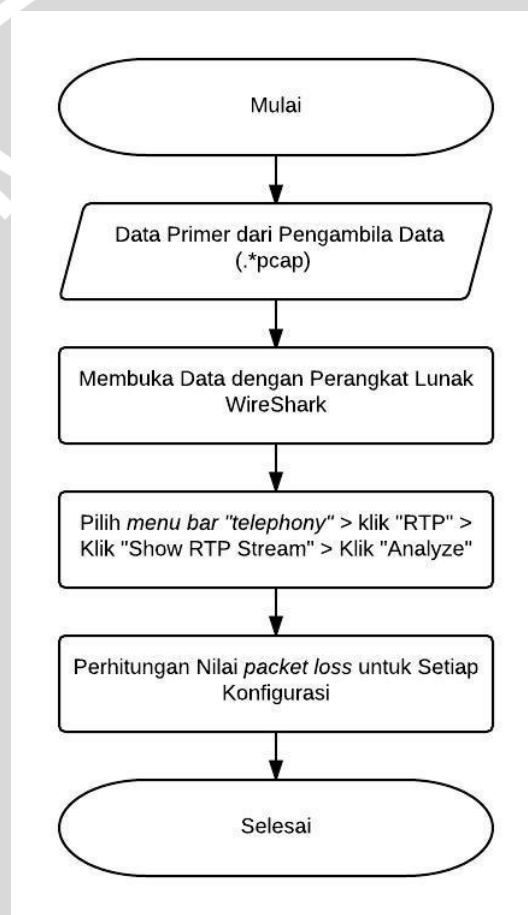 Mulai
Data Primer dari Pengambila Data
(.*pcap)
Membuka Data dengan Perangkat Lunak
WireShark
Pilih menu bar "telephony" > klik "RTP" >
Klik "Show RTP Stream" > Klik "Analyze"
Perhitungan Nilai packet loss untuk Setiap
Konfigurasi
Selesai